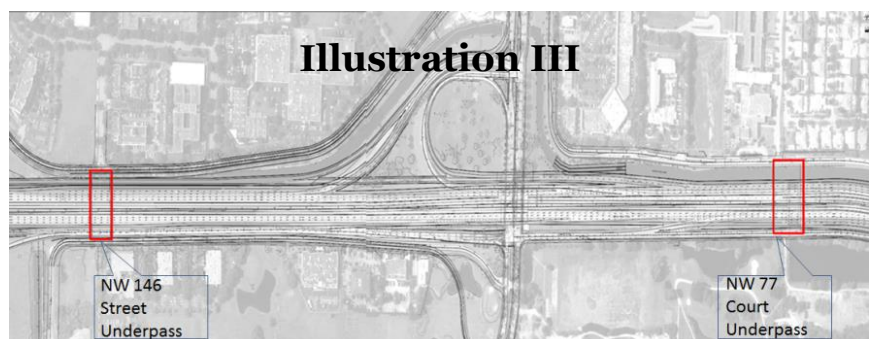 Illustration III
NW 146
Street
Underpass
NW 77
Court
Underpass